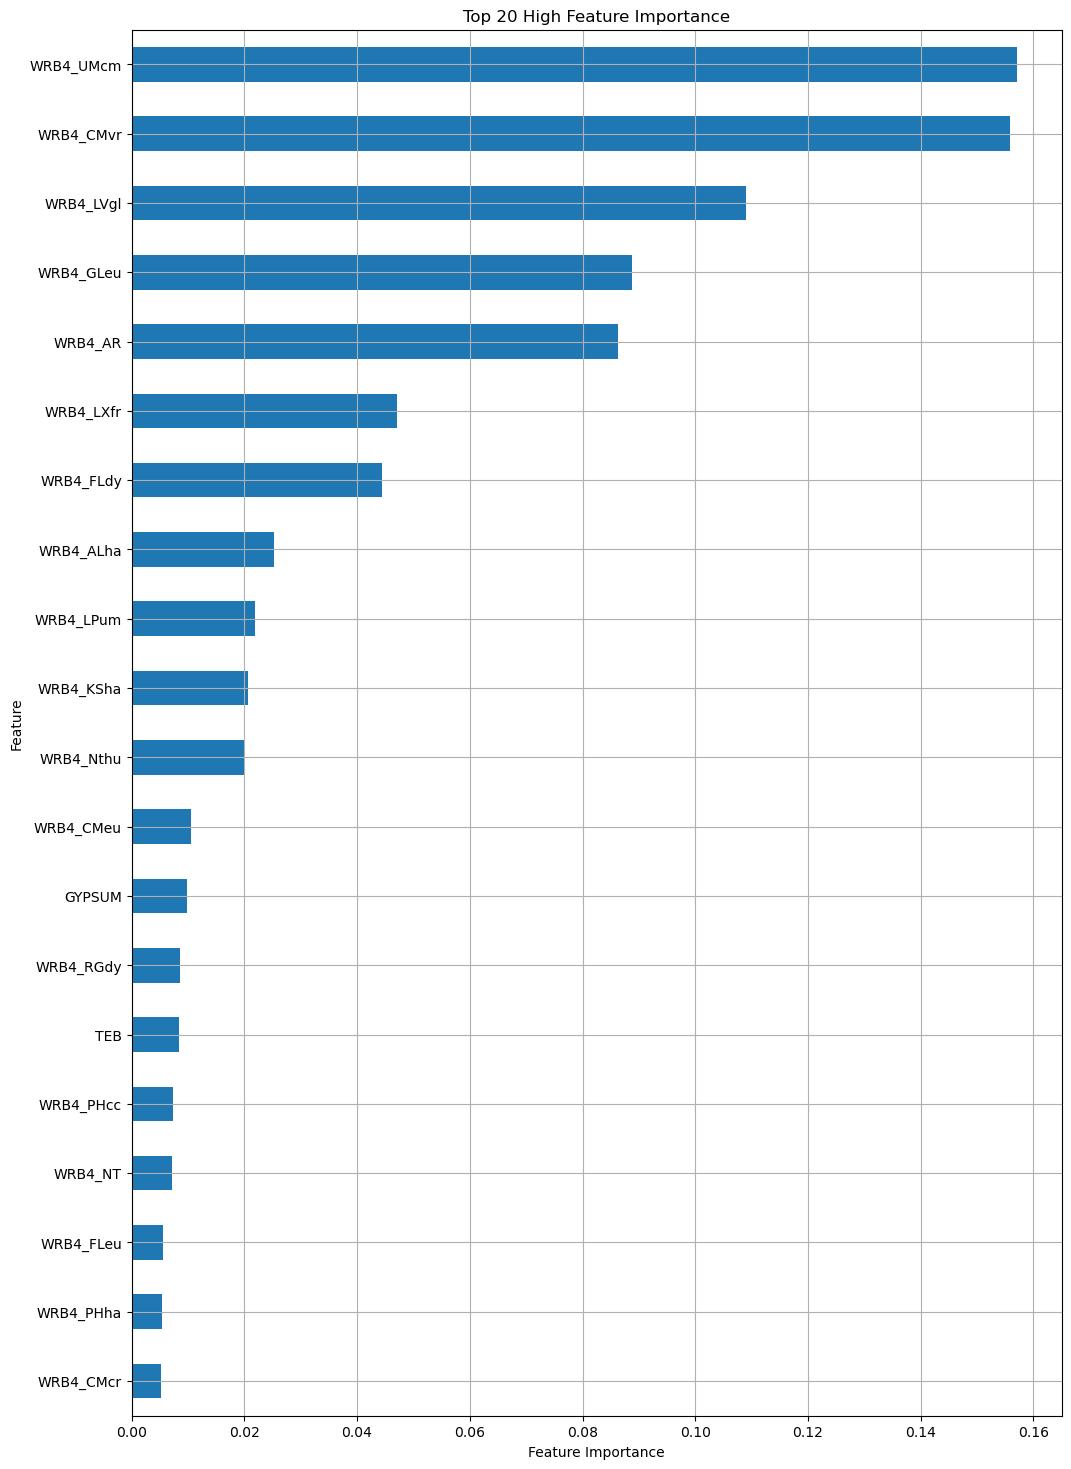 Top 20 High Feature Importance
WRB4_UMcm
WRB4_CMvr
WRB4_LVgl
WRB4_GLeu
WRB4_AR
WRB4_LXfr
WRB4_FLdy
WRB4_ALha
WRB4_LPum
WRB4_KSha
WRB4_Nthu
WRB4_CMeu
GYPSUM
WRB4_RGdy
TEB
WRB4_PHcc
WRB4_NT
WRB4_FLeu
WRB4_PHha
WRB4_CMcr
Feature
0.00 0.02 0.04 0.06 0.08 0.10 0.12 0.14 0.16
Feature Importance